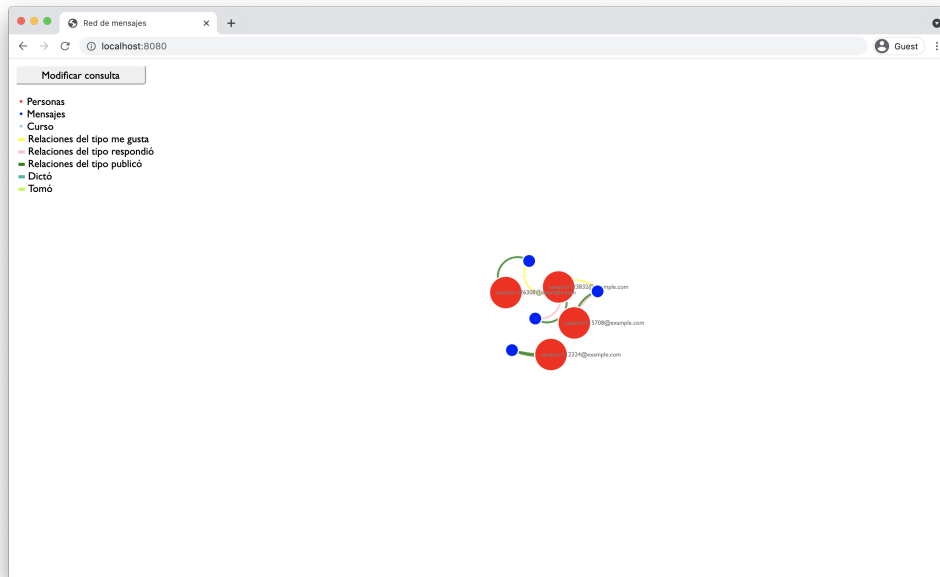 Red de mensajes
localhost:8080
Guest
Modificar consulta
Personas
Mensajes
Curso
Relaciones del tipo me gusta
Relaciones del tipo respondió
Relaciones del tipo publicó
Dictó
Tomó